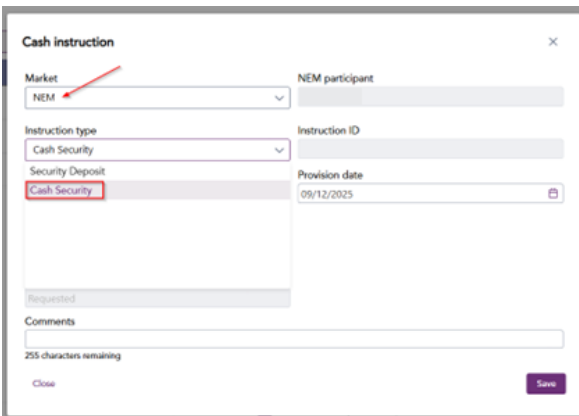 Cash instruction
Market
NEM participant
NEM
Instruction type
Instruction ID
Cash Security
Security Deposit
Provision date
Cash Security
09/12/2025
Requested
Comments
255 characters remaining
Close
Save